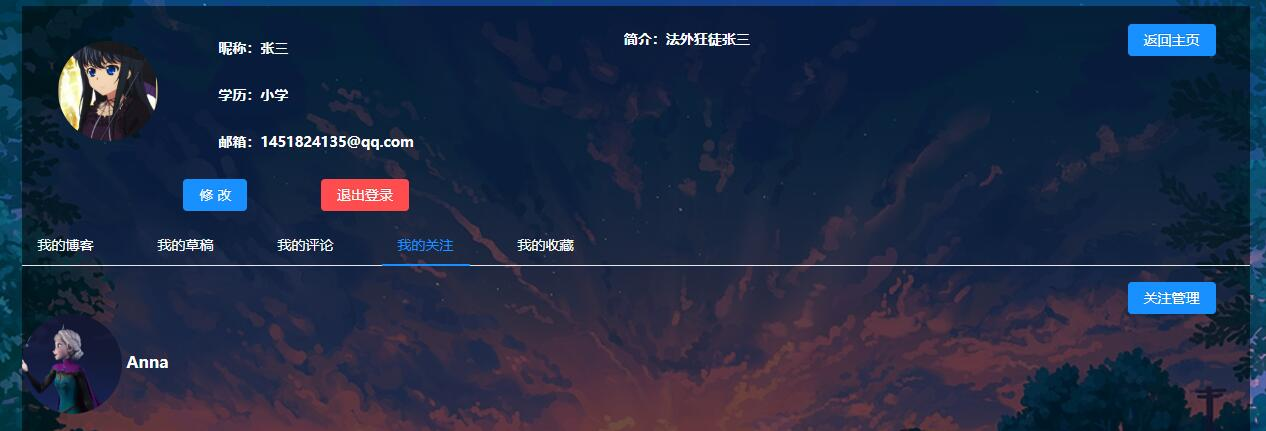 昵称：张三
简介：法外狂徒张三
返回主页
学历：小学
邮箱：1451824135@qq.com
修 改
退出登录
我的博客
我的草稿
我的评论
我的关注
我的收藏
关注管理
Anna